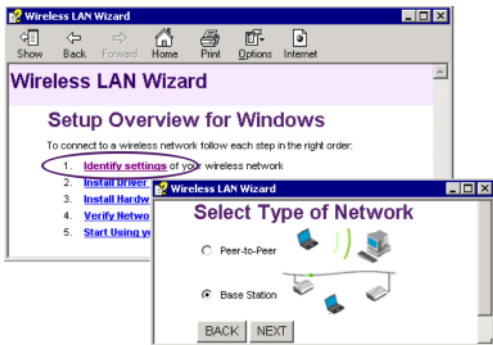 Wireless LAN Wizard
Show Back Forward Home Print Options Internet
Wireless LAN Wizard
Setup Overview for Windows
To connect to a wireless network follow each step in the right order:
1. Identify settings of your wireless network
2. Install Driver
3. Install Hardw
4. Verify Netwo
5. Start Using y
Wireless LAN Wizard
Select Type of Network
Peer-to-Peer
Base Station
BACK NEXT